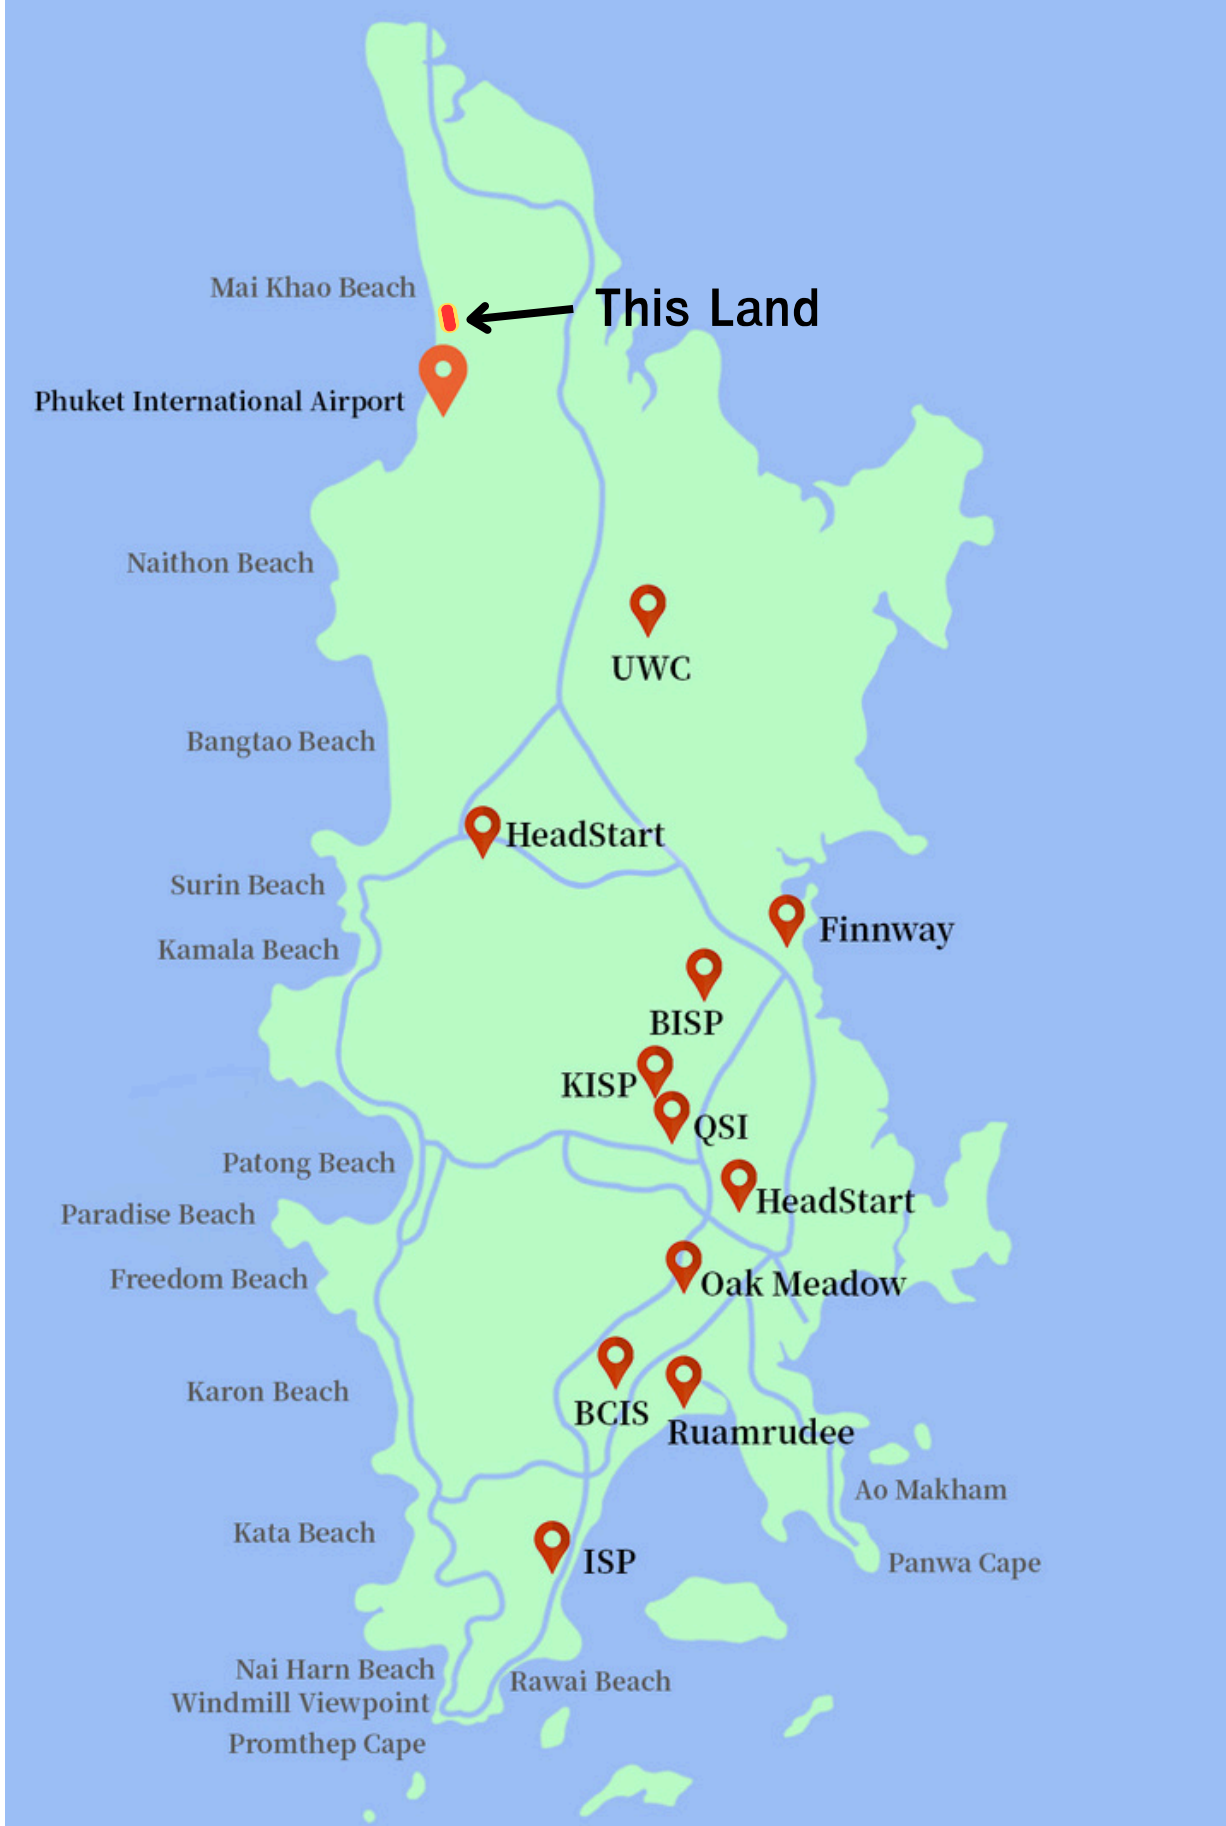 Mai Khao Beach
This Land
Phuket International Airport
Naithon Beach
UWC
Bangtao Beach
HeadStart
Surin Beach
Finnway
Kamala Beach
BISP
KISP
QSI
Patong Beach
HeadStart
Paradise Beach
Freedom Beach
Oak Meadow
Karon Beach
BCIS
Ruamrudee
Ao Makham
Kata Beach
ISP
Panwa Cape
Nai Harn Beach
Rawai Beach
Windmill Viewpoint
Promthep Cape